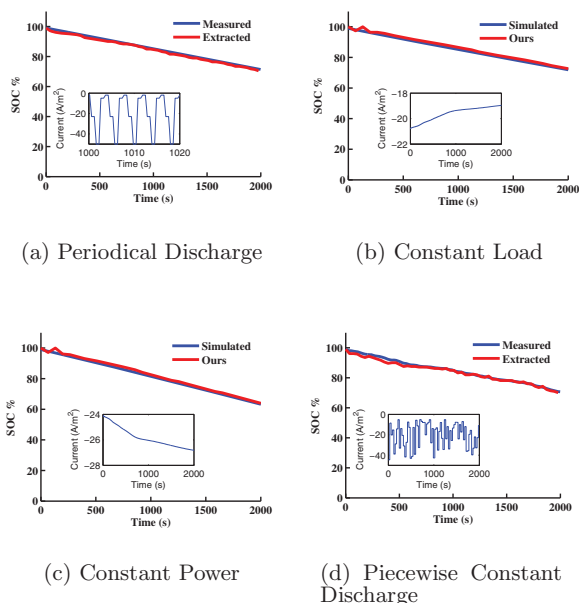 100
80
60
40
20
0
SOC %
Measured
Extracted
0
−20
−40
Current (A/m²)
1000
1010
1020
Time (s)
0
500
1000
1500
2000
Time (s)
(a) Periodical Discharge
100
80
60
40
20
0
SOC %
Simulated
Ours
−18
−20
−22
Current (A/m²)
0
1000
2000
Time (s)
0
500
1000
1500
2000
Time (s)
(b) Constant Load
100
80
60
40
20
0
SOC %
Simulated
Ours
−24
−26
−28
Current (A/m²)
0
1000
2000
Time (s)
0
500
1000
1500
2000
Time (s)
(c) Constant Power
100
80
60
40
20
0
SOC %
Measured
Extracted
0
−20
−40
Current (A/m²)
0
1000
2000
Time (s)
0
500
1000
1500
2000
Time (s)
(d) Piecewise Constant
Discharge